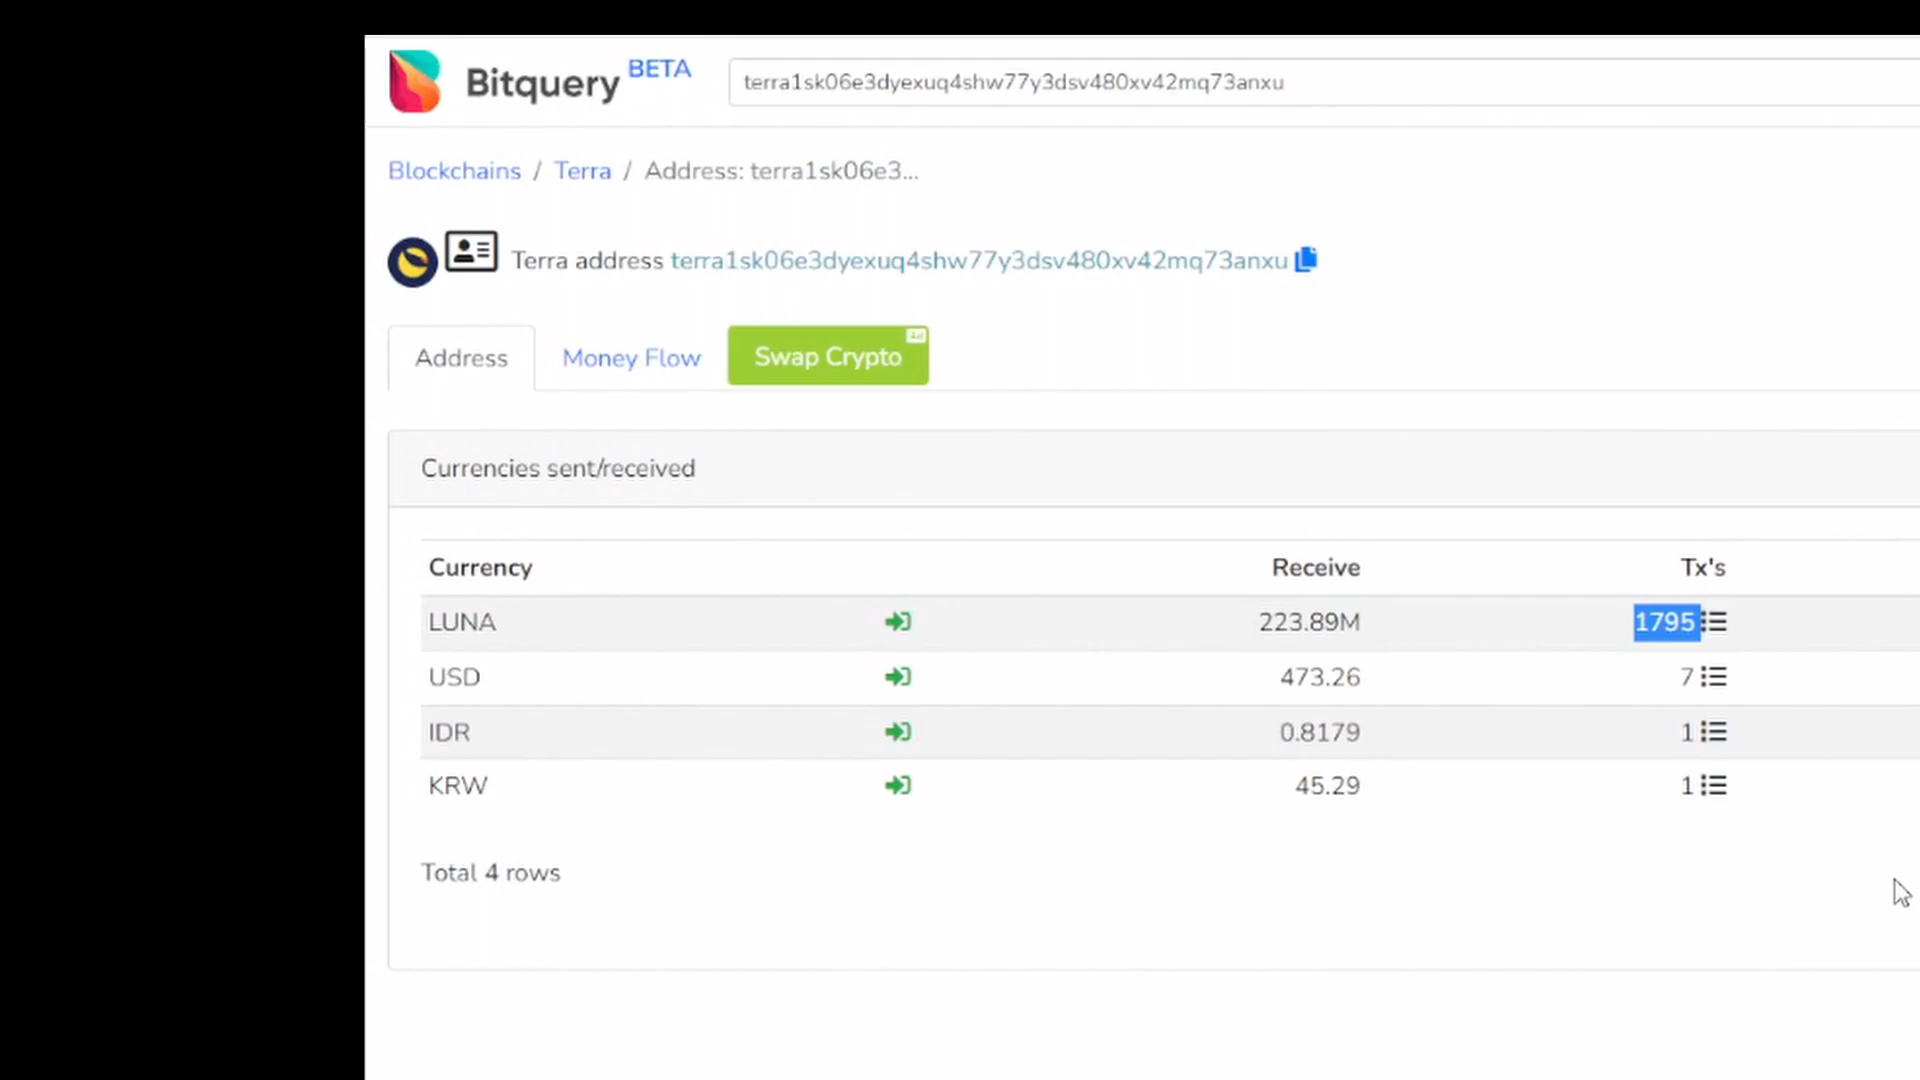 Bitquery BETA
terra1sk06e3dyexuq4shw77y3dsv480xv42mq73anxu
Blockchains / Terra / Address: terra1sk06e3...
Terra address terra1sk06e3dyexuq4shw77y3dsv480xv42mq73anxu
Address Money Flow Swap Crypto Ad
Currencies sent/received
Currency Receive Tx's
LUNA 223.89M 1795
USD 473.26 7
IDR 0.8179 1
KRW 45.29 1
Total 4 rows